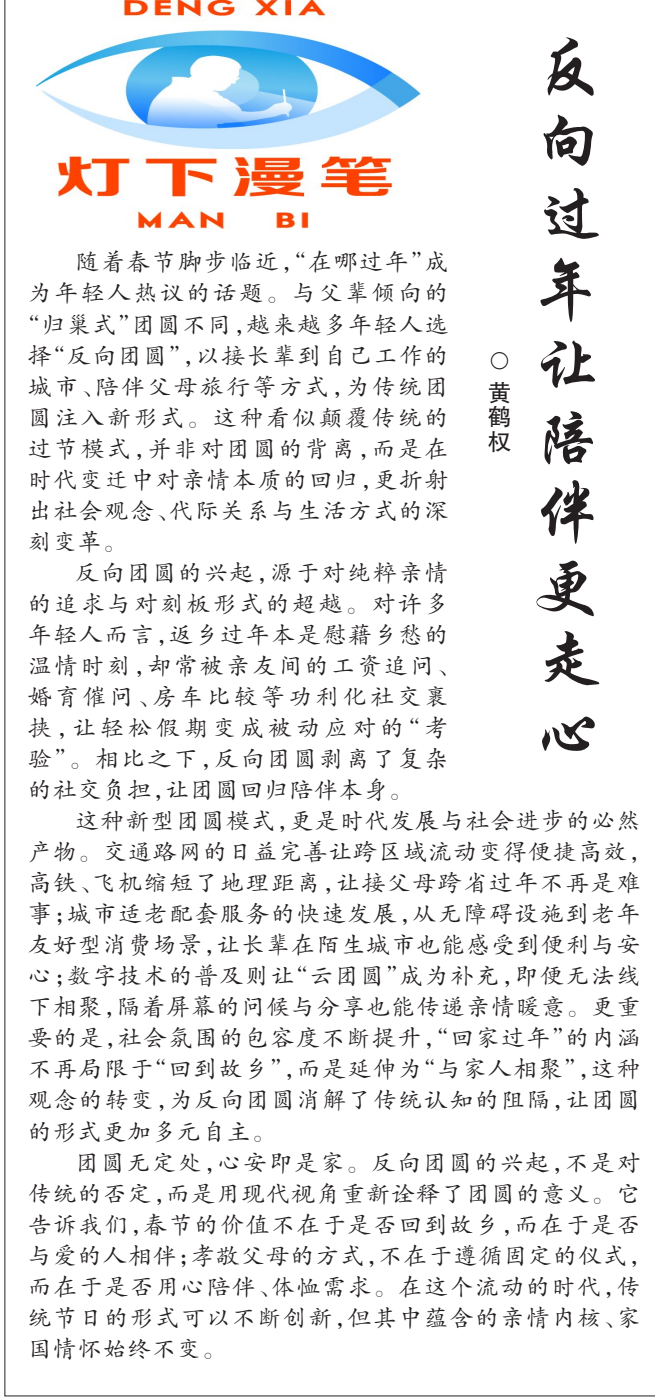 DENG XIA
灯下漫笔
MAN BI
反向过年让陪伴更走心
○黄鹤权
随着春节脚步临近，“在哪过年”成
为年轻人热议的话题。与父辈倾向的
“归巢式”团圆不同，越来越多年轻人选
择“反向团圆”，以接长辈到自己工作的
城市、陪伴父母旅行等方式，为传统团
圆注入新形式。这种看似颠覆传统的
过节模式，并非对团圆的背离，而是在
时代变迁中对亲情本质的回归，更折射
出社会观念、代际关系与生活方式的深
刻变革。
反向团圆的兴起，源于对纯粹亲情
的追求与对刻板形式的超越。对许多
年轻人而言，返乡过年本是慰藉乡愁的
温情时刻，却常被亲友间的工资追问、
婚育催问、房车比较等功利化社交裹
挟，让轻松假期变成被动应对的“考
验”。相比之下，反向团圆剥离了复杂
的社交负担，让团圆回归陪伴本身。
这种新型团圆模式，更是时代发展与社会进步的必然
产物。交通路网的日益完善让跨区域流动变得便捷高效，
高铁、飞机缩短了地理距离，让接父母跨省过年不再是难
事；城市适老配套服务的快速发展，从无障碍设施到老年
友好型消费场景，让长辈在陌生城市也能感受到便利与安
心；数字技术的普及则让“云团圆”成为补充，即便无法线
下相聚，隔着屏幕的问候与分享也能传递亲情暖意。更重
要的是，社会氛围的包容度不断提升，“回家过年”的内涵
不再局限于“回到故乡”，而是延伸为“与家人相聚”，这种
观念的转变，为反向团圆消解了传统认知的阻隔，让团圆
的形式更加多元自主。
团圆无定处，心安即是家。反向团圆的兴起，不是对
传统的否定，而是用现代视角重新诠释了团圆的意义。它
告诉我们，春节的价值不在于是否回到故乡，而在于是否
与爱的人相伴；孝敬父母的方式，不在于遵循固定的仪式，
而在于是否用心陪伴、体恤需求。在这个流动的时代，传
统节日的形式可以不断创新，但其中蕴含的亲情内核、家
国情怀始终不变。